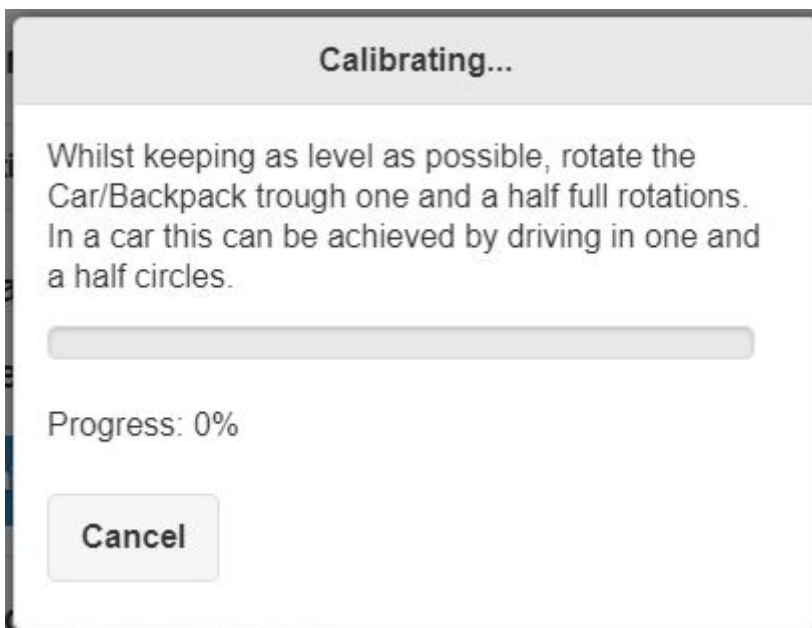 Calibrating...
Whilst keeping as level as possible, rotate the
Car/Backpack trough one and a half full rotations.
In a car this can be achieved by driving in one and
a half circles.
Progress: 0%
Cancel